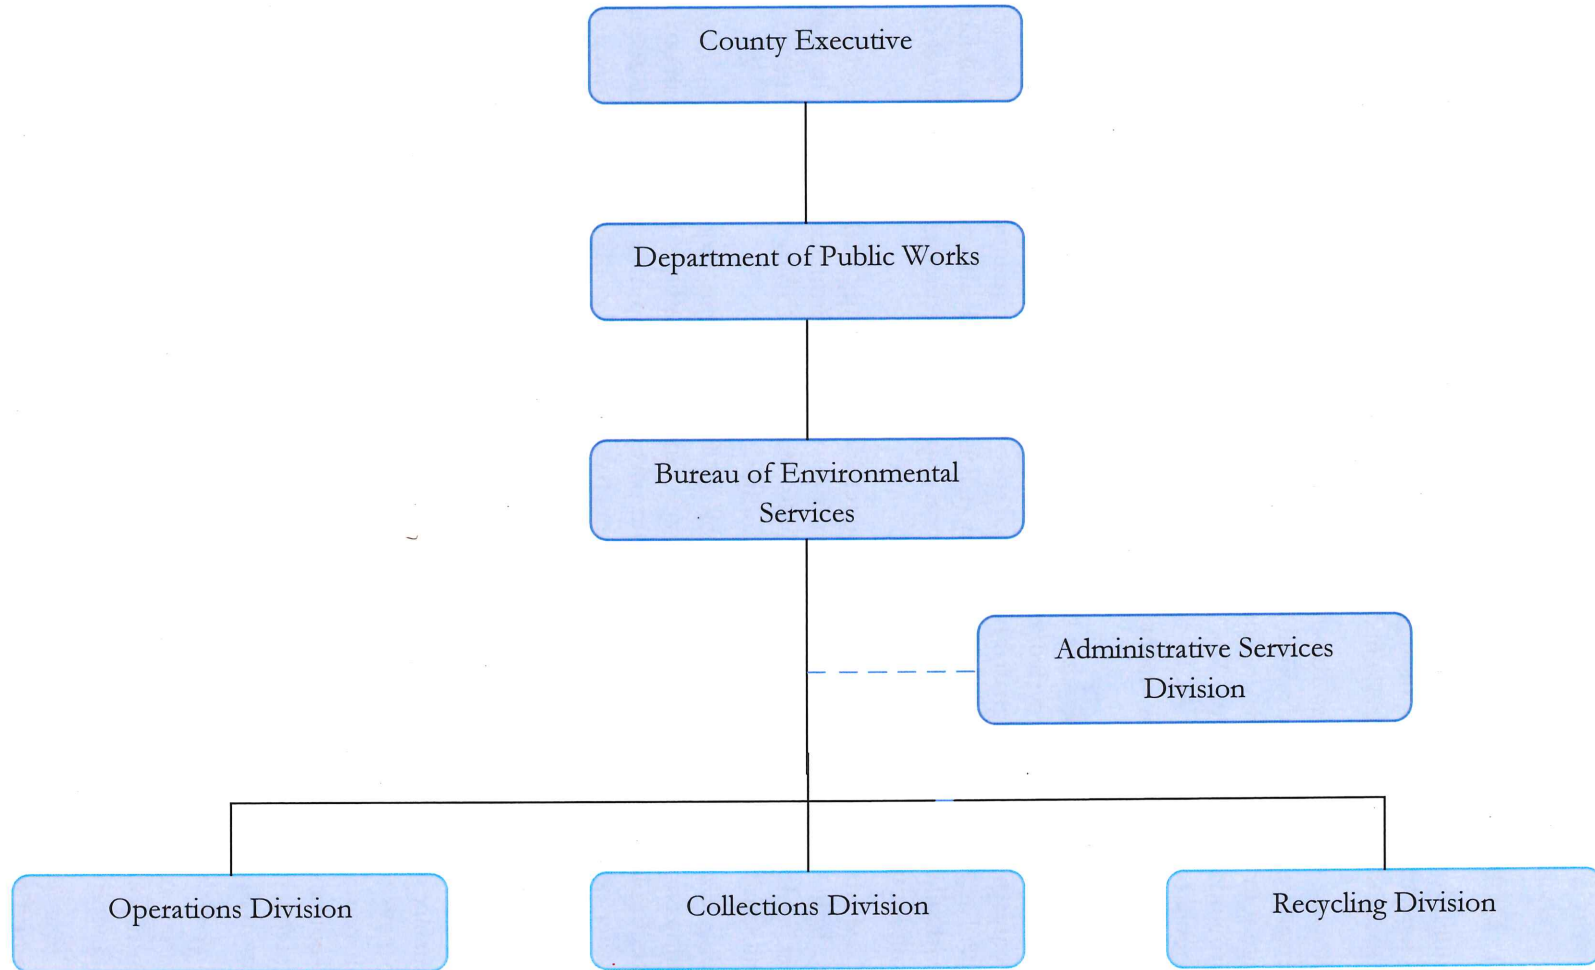 County Executive
Department of Public Works
Bureau of Environmental
Services
Administrative Services
Division
Operations Division
Collections Division
Recycling Division